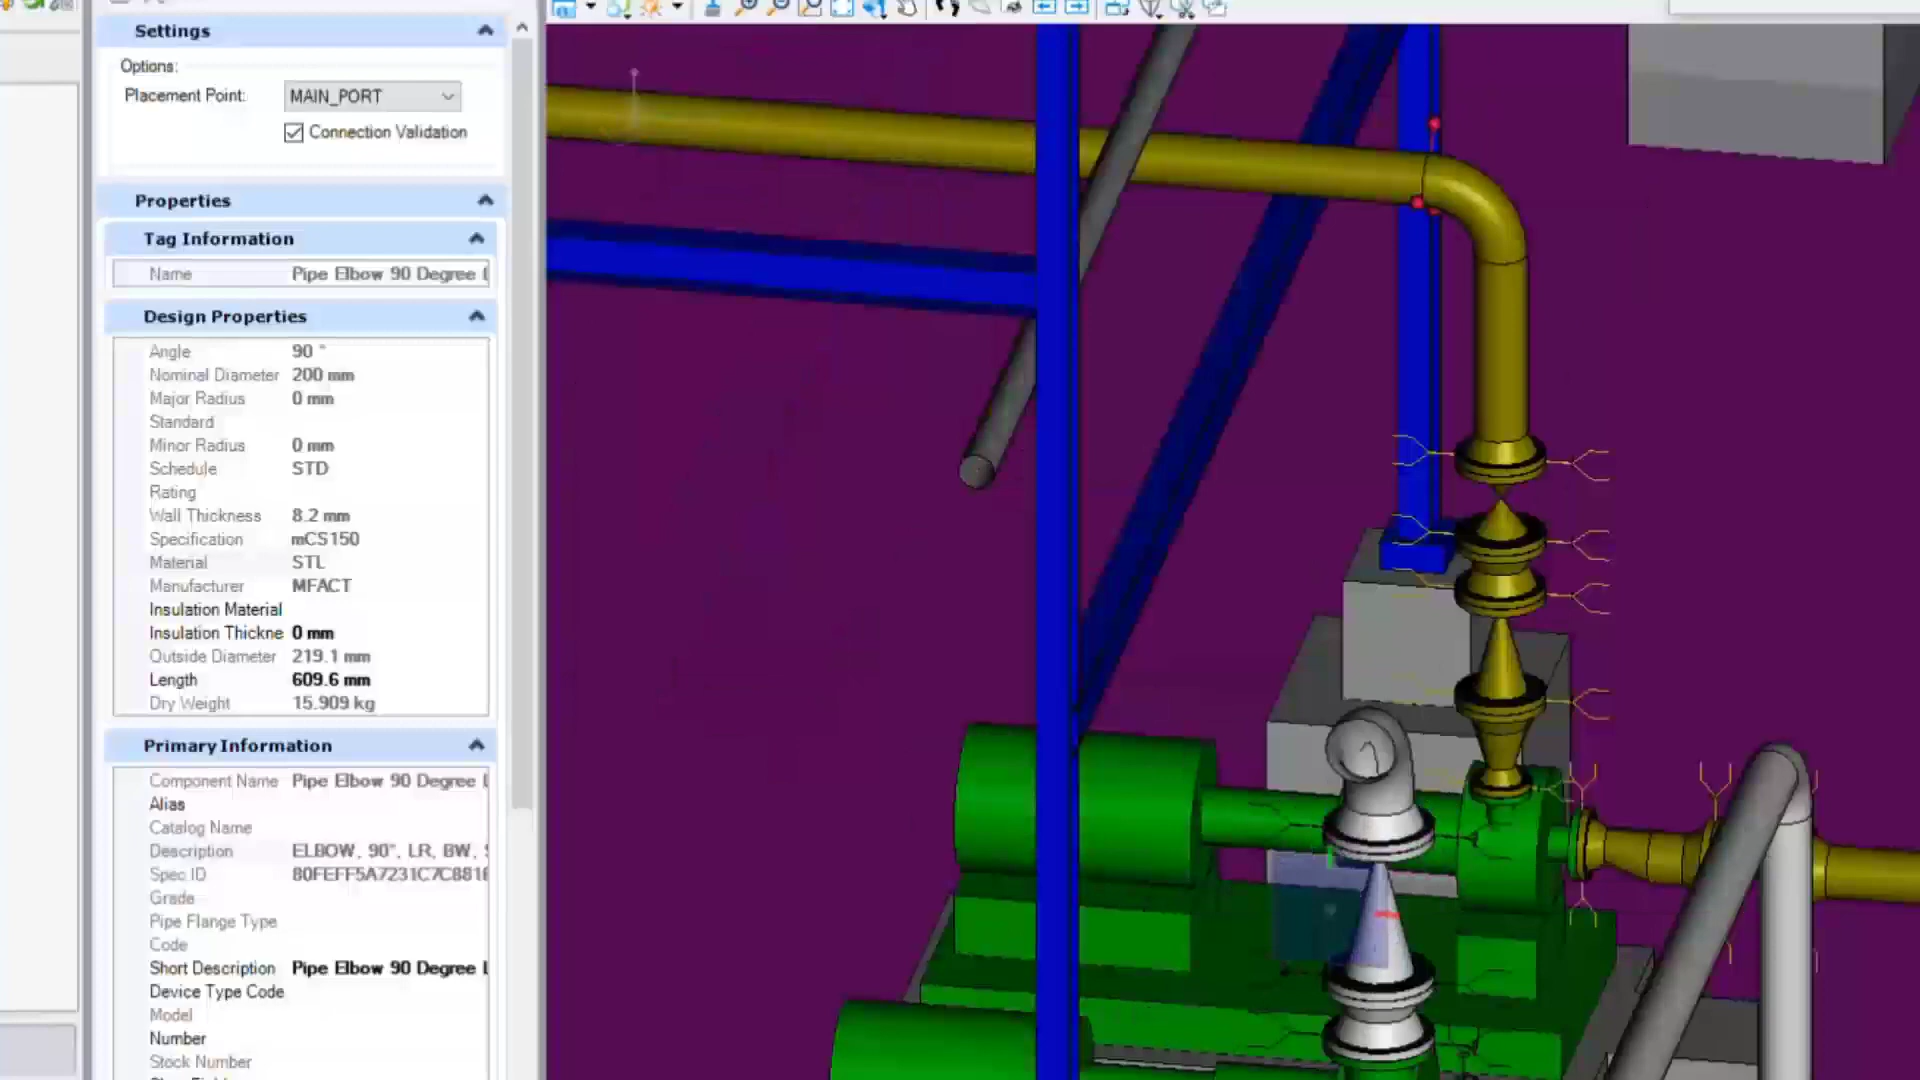 Settings
Options:
Placement Point: MAIN_PORT
Connection Validation
Properties
Tag Information
Name Pipe Elbow 90 Degree
Design Properties
Angle 90 °
Nominal Diameter 200 mm
Major Radius 0 mm
Standard
Minor Radius 0 mm
Schedule STD
Rating
Wall Thickness 8.2 mm
Specification mCS150
Material STL
Manufacturer MFACT
Insulation Material
Insulation Thickne 0 mm
Outside Diameter 219.1 mm
Length 609.6 mm
Dry Weight 15.909 kg
Primary Information
Component Name Pipe Elbow 90 Degree
Alias
Catalog Name
Description ELBOW, 90°, LR, BW,
Spec ID 80FEFF5A7231C7C881
Grade
Pipe Flange Type
Code
Short Description Pipe Elbow 90 Degree
Device Type Code
Model
Number
Stock Number